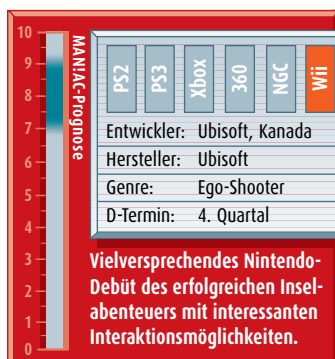 10
9
8
7
6
5
4
3
2
1
0
MAN!AC-Prognose
PS2 PS3 Xbox 360 NGC Wii
Entwickler: Ubisoft, Kanada
Hersteller: Ubisoft
Genre: Ego-Shooter
D-Termin: 4. Quartal
Vielversprechendes Nintendo-
Debüt des erfolgreichen Insel-
abenteuers mit interessanten
Interaktionsmöglichkeiten.